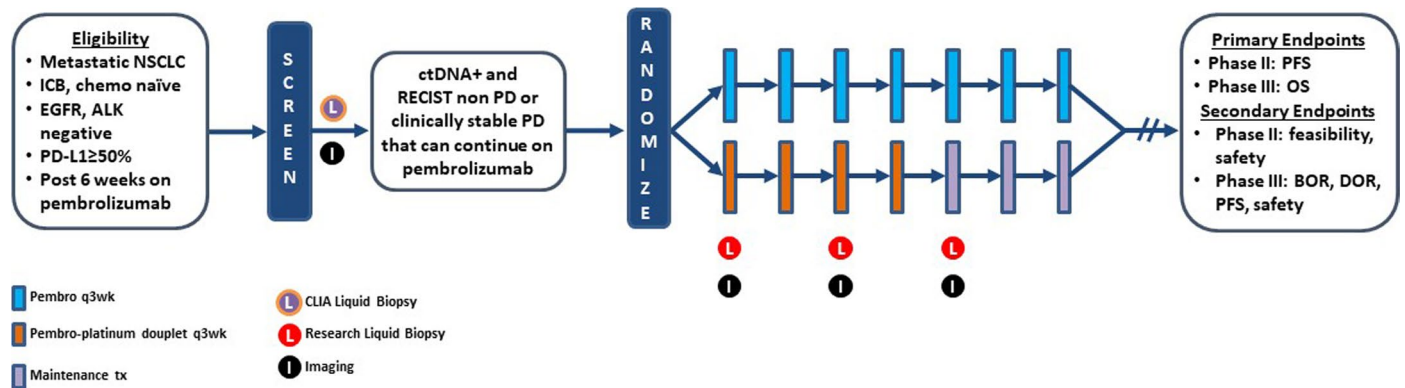 Eligibility
• Metastatic NSCLC
• ICB, chemo naïve
• EGFR, ALK
negative
• PD-L1≥50%
• Post 6 weeks on
pembrolizumab
SCREEN
L
I
ctDNA+ and
RECIST non PD or
clinically stable PD
that can continue on
pembrolizumab
RANDOMIZE
L
L
L
I
I
I
Primary Endpoints
• Phase II: PFS
• Phase III: OS
Secondary Endpoints
• Phase II: feasibility,
safety
• Phase III: BOR, DOR,
PFS, safety
Pembro q3wk
Pembro-platinum douplet q3wk
Maintenance tx
L CLIA Liquid Biopsy
L Research Liquid Biopsy
I Imaging